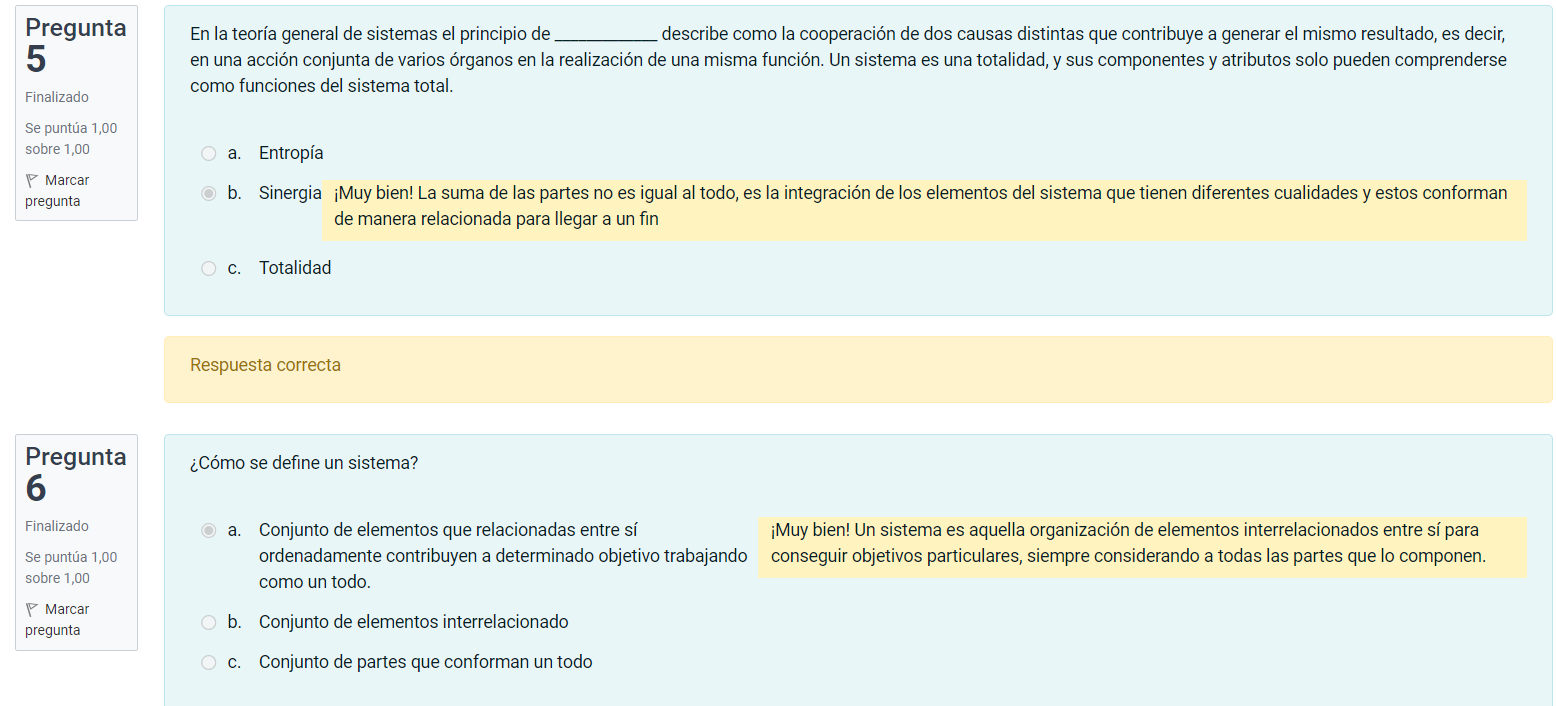 Pregunta
5
Finalizado
Se puntúa 1,00
sobre 1,00
Marcar
pregunta
En la teoría general de sistemas el principio de ____________ describe como la cooperación de dos causas distintas que contribuye a generar el mismo resultado, es decir,
en una acción conjunta de varios órganos en la realización de una misma función. Un sistema es una totalidad, y sus componentes y atributos solo pueden comprenderse
como funciones del sistema total.
a. Entropía
b. Sinergia ¡Muy bien! La suma de las partes no es igual al todo, es la integración de los elementos del sistema que tienen diferentes cualidades y estos conforman
de manera relacionada para llegar a un fin
c. Totalidad
Respuesta correcta
Pregunta
6
Finalizado
Se puntúa 1,00
sobre 1,00
Marcar
pregunta
¿Cómo se define un sistema?
a. Conjunto de elementos que relacionadas entre sí
ordenadamente contribuyen a determinado objetivo trabajando
como un todo.
¡Muy bien! Un sistema es aquella organización de elementos interrelacionados entre sí para
conseguir objetivos particulares, siempre considerando a todas las partes que lo componen.
b. Conjunto de elementos interrelacionado
c. Conjunto de partes que conforman un todo